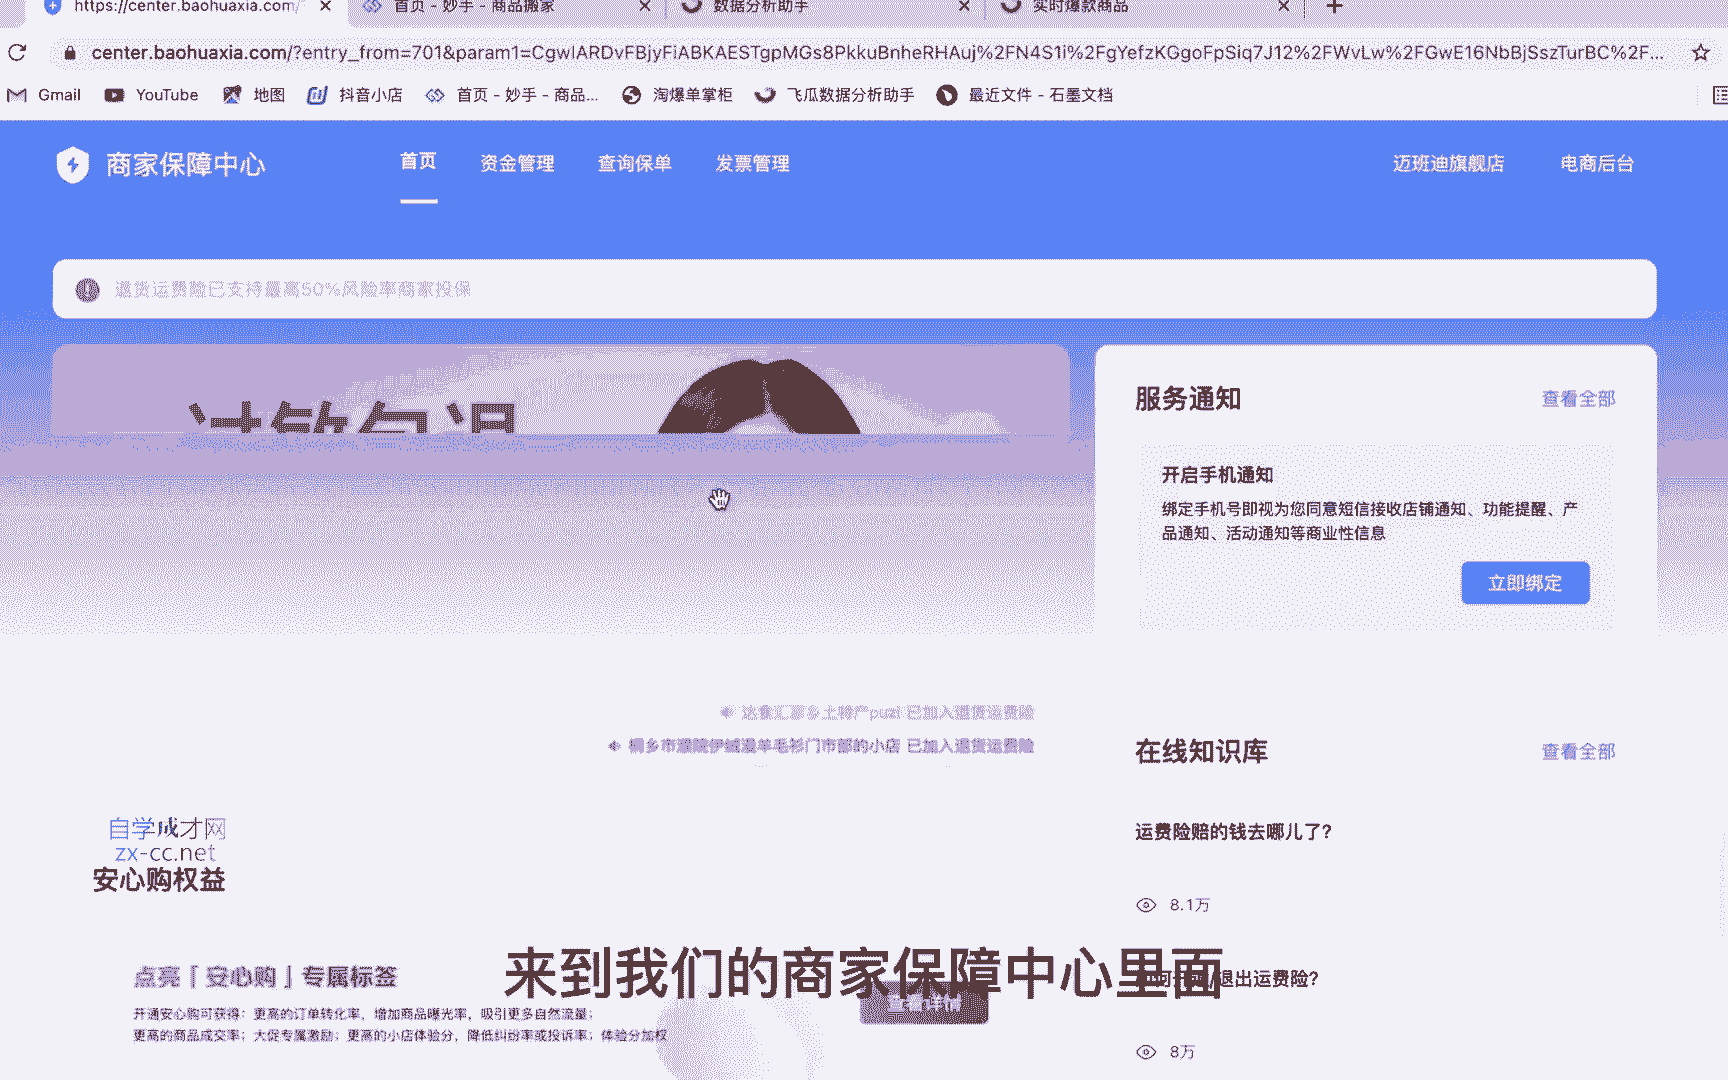 https://center.baohuaxia.com/
首页 - 妙手 - 商品搬家
数据分析助手
实时爆款商品
center.baohuaxia.com/?entry_from=701&param1=CgwIARDvFBjyFiABKAESTgpMGs8PkkuBnheRHAuj%2FN4S1i%2FgYefzKGgoFpSiq7J12%2FWvLw%2FGwE16NbBjSszTurBC%2F...
Gmail YouTube 地图 抖音小店 首页 - 妙手 - 商品... 淘爆单掌柜 飞瓜数据分析助手 最近文件 - 石墨文档
商家保障中心 首页 资金管理 查询保单 发票管理 迈班迪旗舰店 电商后台
退货运费险已支持最高50%风险率商家投保
服务通知 查看全部
开启手机通知
绑定手机号即视为您同意短信接收店铺通知、功能提醒、产
品通知、活动通知等商业性信息
立即绑定
已加入退货运费险
桐乡市濮院伊绒漫羊毛衫门市部的小店 已加入退货运费险
在线知识库 查看全部
运费险赔的钱去哪儿了?
8.1万
自学成才网
zx-cc.net
安心购权益
点亮「安心购」专属标签
开通安心购可获得：更高的订单转化率，增加商品曝光率，吸引更多自然流量；
更高的商品成交率；大促专属激励；更高的小店体验分，降低纠纷率或投诉率；体验分加权
查看详情
来到我们的商家保障中心里面
/退出运费险?
8万